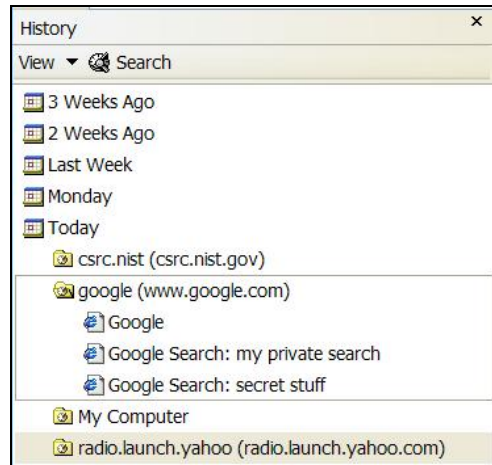 History
View Search
3 Weeks Ago
2 Weeks Ago
Last Week
Monday
Today
csrc.nist (csrc.nist.gov)
google (www.google.com)
Google
Google Search: my private search
Google Search: secret stuff
My Computer
radio.launch.yahoo (radio.launch.yahoo.com)